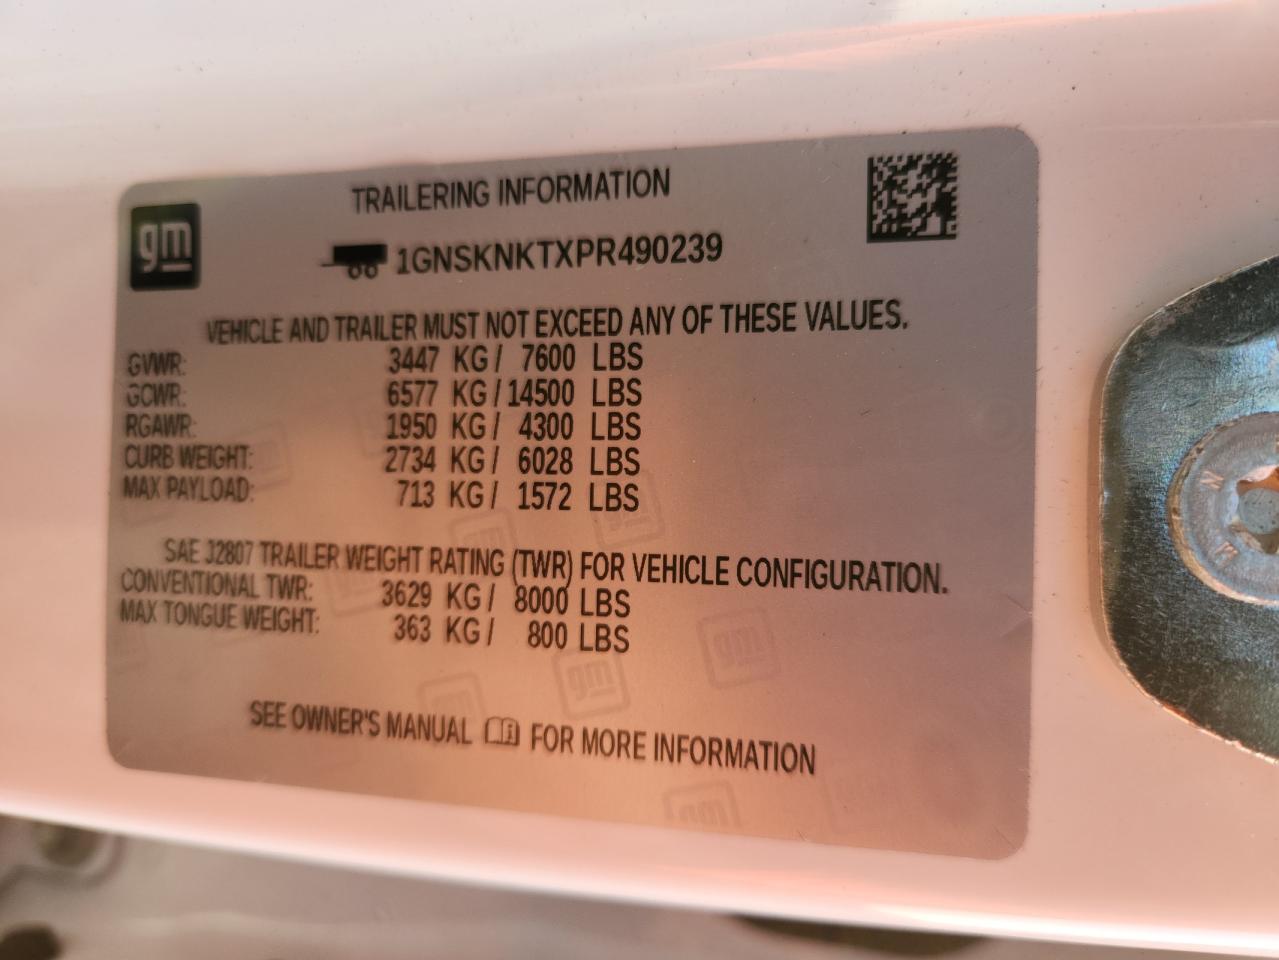 TRAILERING INFORMATION
gm
1GNSKNKTXPR490239
VEHICLE AND TRAILER MUST NOT EXCEED ANY OF THESE VALUES.
GVWR: 3447 KG / 7600 LBS
GCWR: 6577 KG / 14500 LBS
RGAWR: 1950 KG / 4300 LBS
CURB WEIGHT: 2734 KG / 6028 LBS
MAX PAYLOAD: 713 KG / 1572 LBS
SAE J2807 TRAILER WEIGHT RATING (TWR) FOR VEHICLE CONFIGURATION.
CONVENTIONAL TWR: 3629 KG / 8000 LBS
MAX TONGUE WEIGHT: 363 KG / 800 LBS
SEE OWNER'S MANUAL FOR MORE INFORMATION